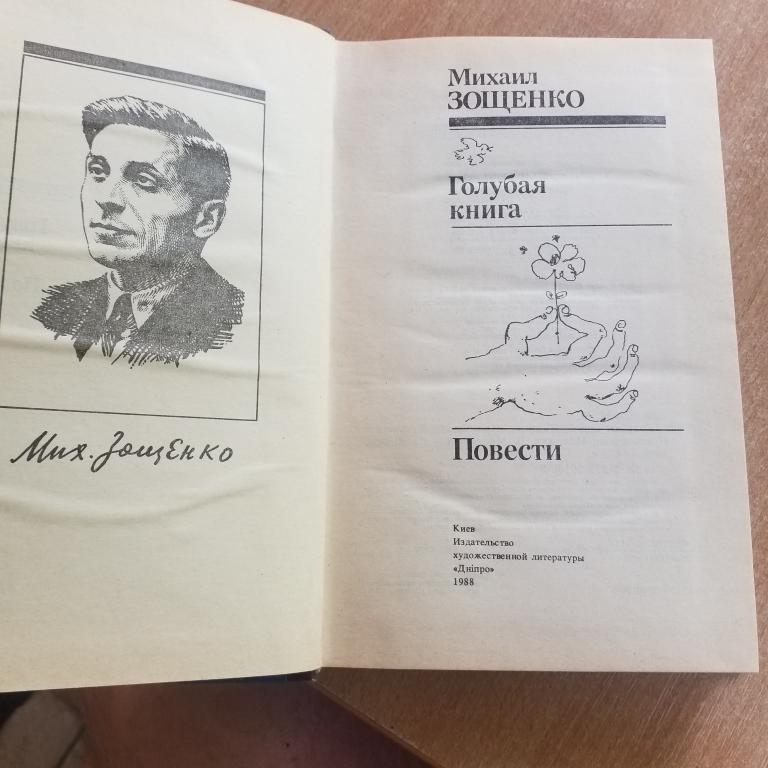 Мих. Зощенко
Михаил
ЗОЩЕНКО
Голубая
книга
Повести
Киев
Издательство
художественной литературы
«Дніпро»
1988